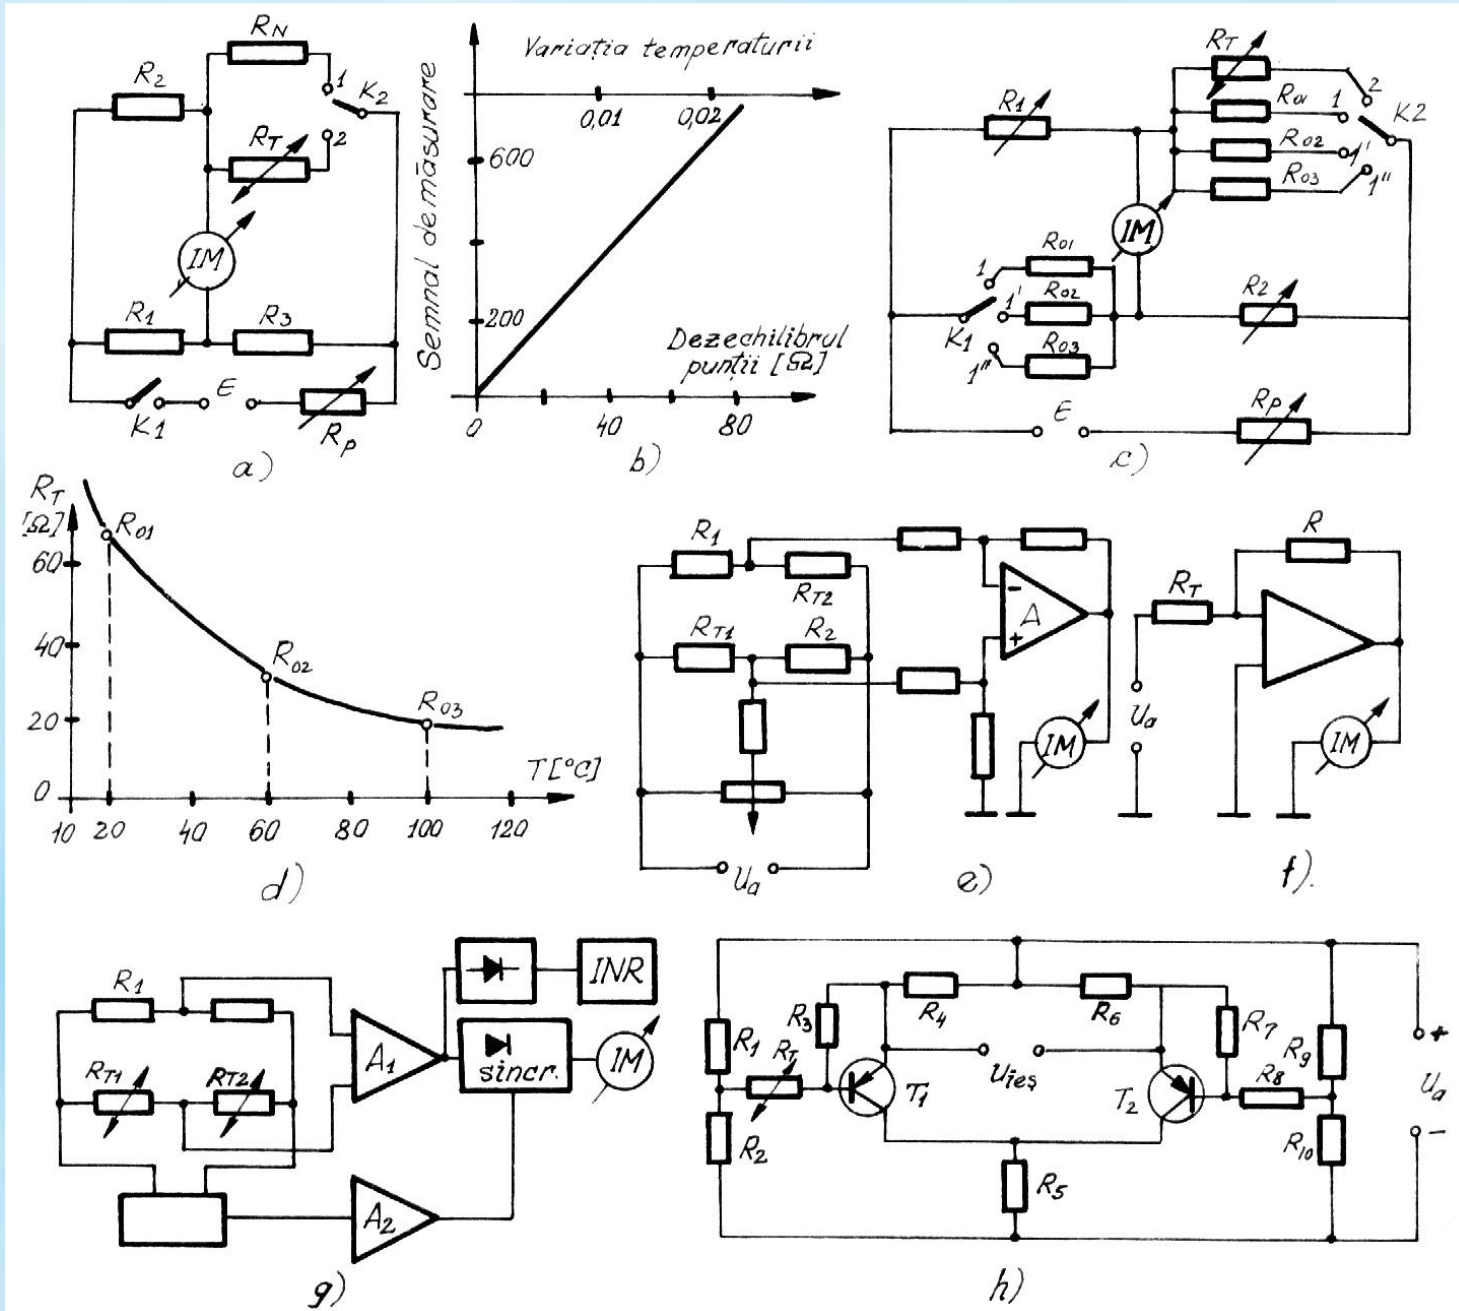 RN
R2
1
K2
RT
2
IM
R1
R3
K1
E
Rp
a)
Semnal de măsurare
Variația temperaturii
0,01 0,02
600
200
Dezechilibrul
punții [Ω]
0 40 80
b)
RT
2
R01
1
K2
R02
1'
R03
1"
R1
IM
1
R01
1'
R02
K1
R03
1"
R2
E
Rp
c)
RT
[Ω]
R01
60
40
R02
20
R03
0
T[°C]
10 20 40 60 80 100 120
d)
R1
RT2
RT1
R2
-
A
+
IM
Ua
e)
R
RT
Ua
IM
f).
R1
RT1
RT2
A1
INR
sincr.
IM
A2
g)
R1
R2
R3
RT
R4
T1
Uieș
R6
R7
T2
R8
R9
R10
R5
+
Ua
-
h)